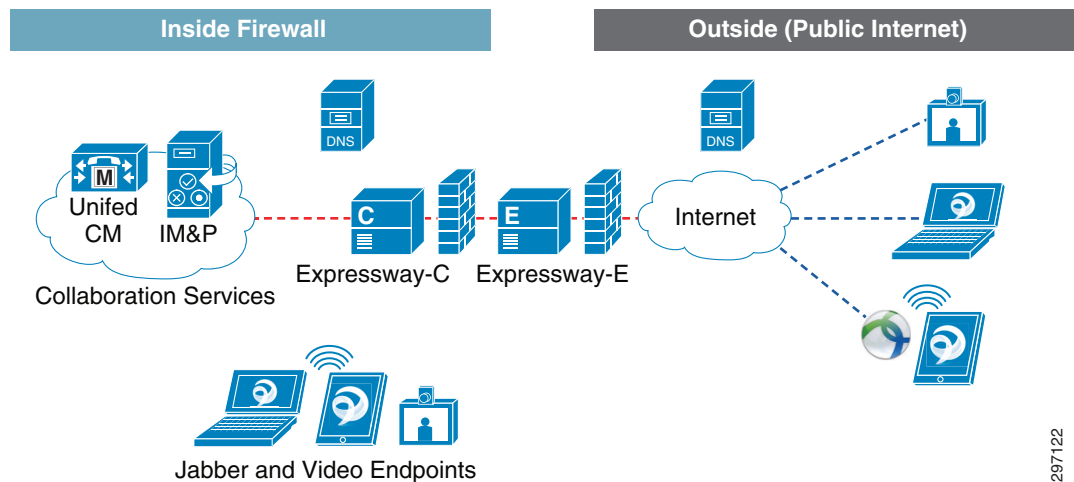 Inside Firewall
Outside (Public Internet)
DNS
DNS
M
Unifed
CM
IM&P
C
E
Internet
Expressway-C
Expressway-E
Collaboration Services
Jabber and Video Endpoints
297122